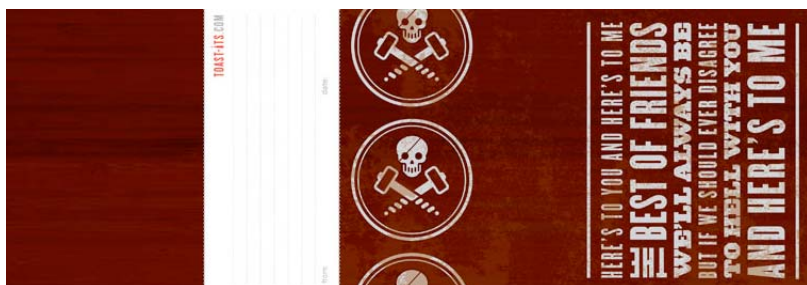 TOAST-iTS.COM
HERE'S TO YOU AND HERE'S TO ME
THE BEST OF FRIENDS
WE'LL ALWAYS BE
BUT IF WE SHOULD EVER DISAGREE
TO HELL WITH YOU
AND HERE'S TO ME